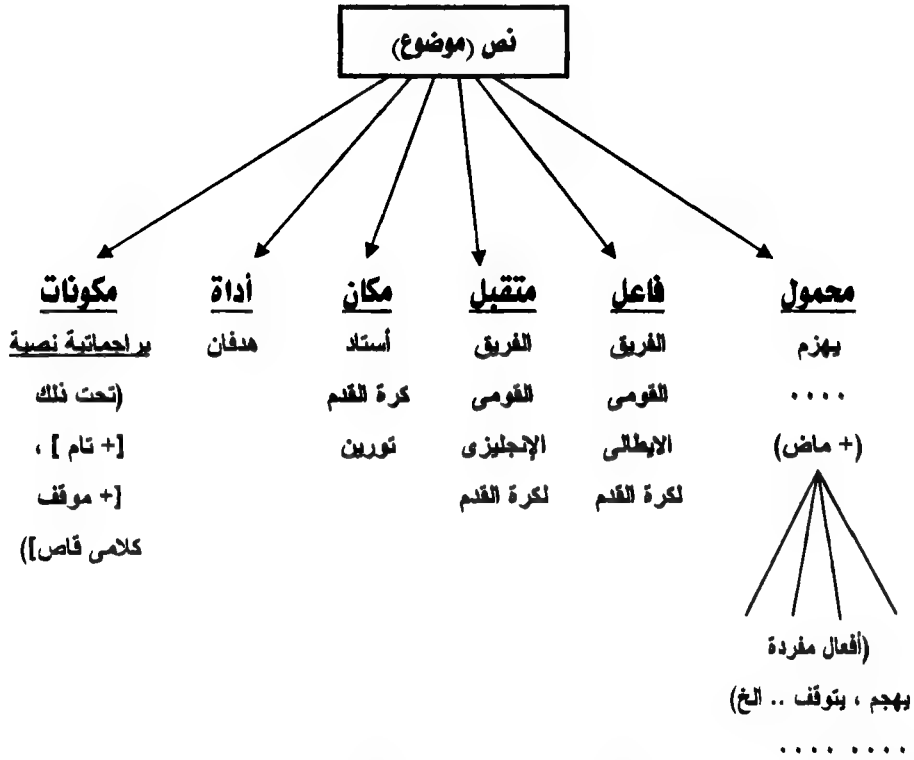 نص (موضوع)
محمول
يهزم
....
(+ ماض)
(أفعال مفردة
يهجم ، يتوقف .. الخ)
.... ....
فاعل
الفريق
القومى
الايطالى
لكرة القدم
متقبل
الفريق
القومى
الإنجليزى
لكرة القدم
مكان
أستاد
كرة القدم
تورين
أداة
هدفان
مكونات
براجماتية نصية
(تحت ذلك
[+ تام ] ،
[+ موقف
كلامى قاص])